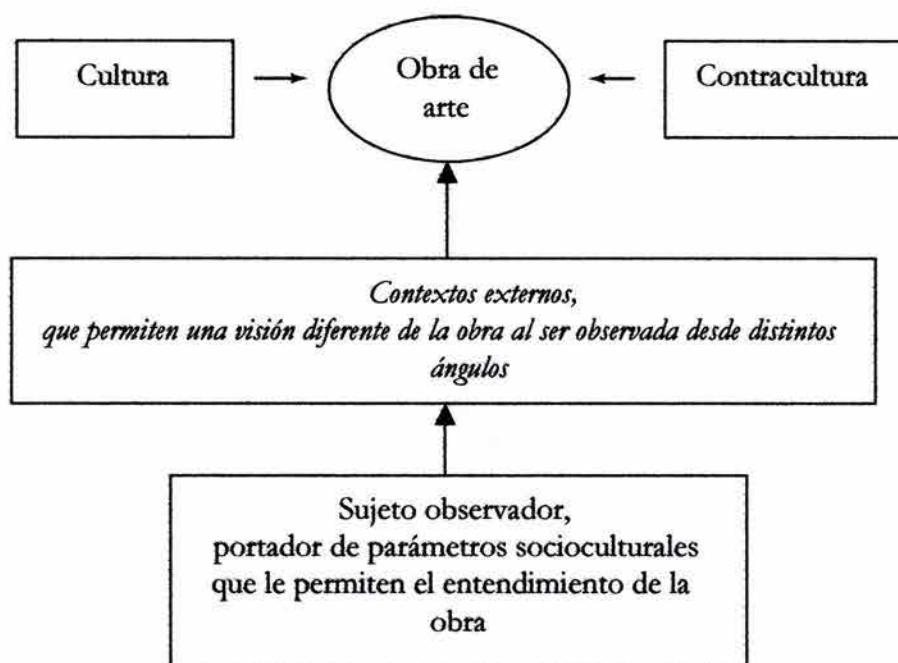 Cultura
Obra de
arte
Contracultura
Contextos externos,
que permiten una visión diferente de la obra al ser observada desde distintos
ángulos
Sujeto observador,
portador de parámetros socioculturales
que le permiten el entendimiento de la
obra